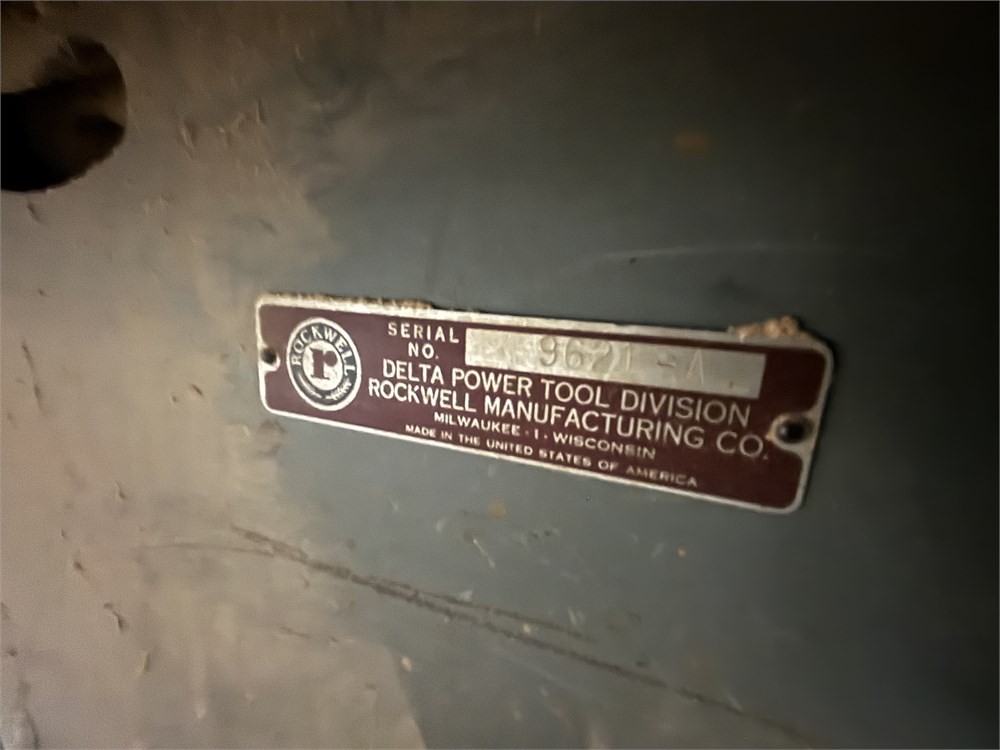 ROCKWELL
R
SERIAL
NO.
DELTA POWER TOOL DIVISION
ROCKWELL MANUFACTURING CO.
MILWAUKEE · 1 · WISCONSIN
MADE IN THE UNITED STATES OF AMERICA